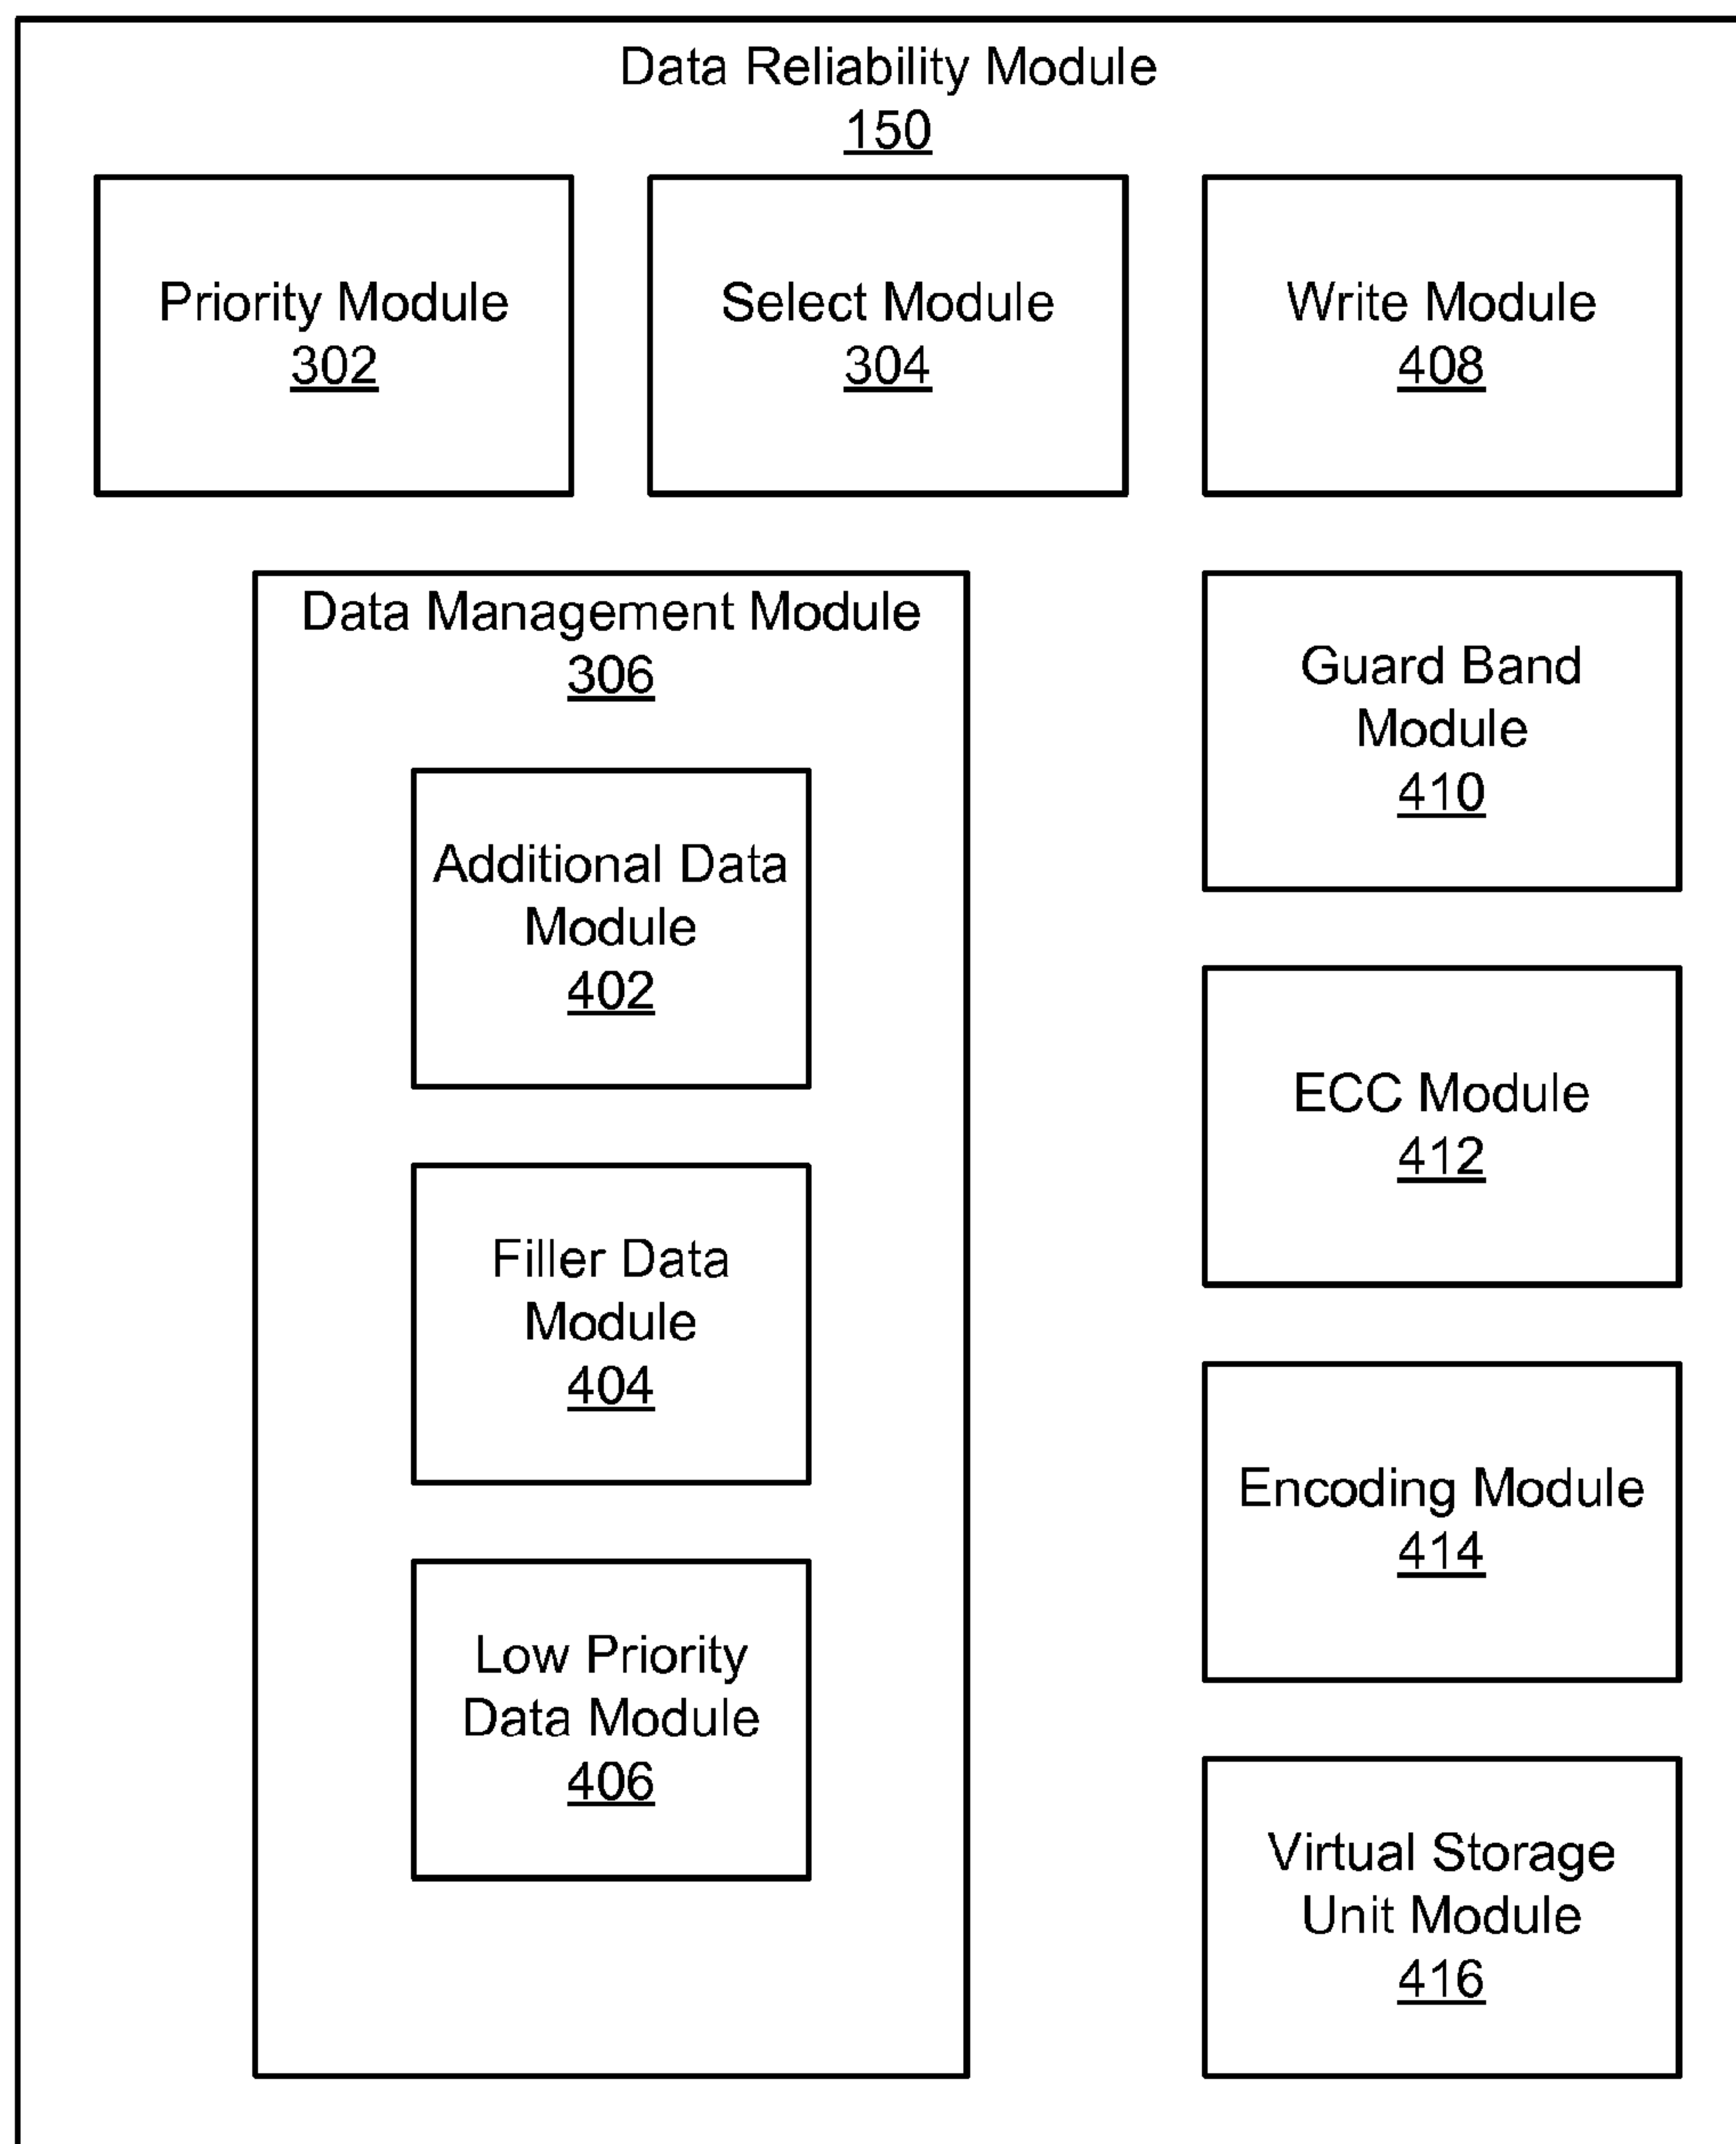 Data Reliability Module
150
Priority Module
302
Select Module
304
Write Module
408
Data Management Module
306
Additional Data
Module
402
Filler Data
Module
404
Low Priority
Data Module
406
Guard Band
Module
410
ECC Module
412
Encoding Module
414
Virtual Storage
Unit Module
416